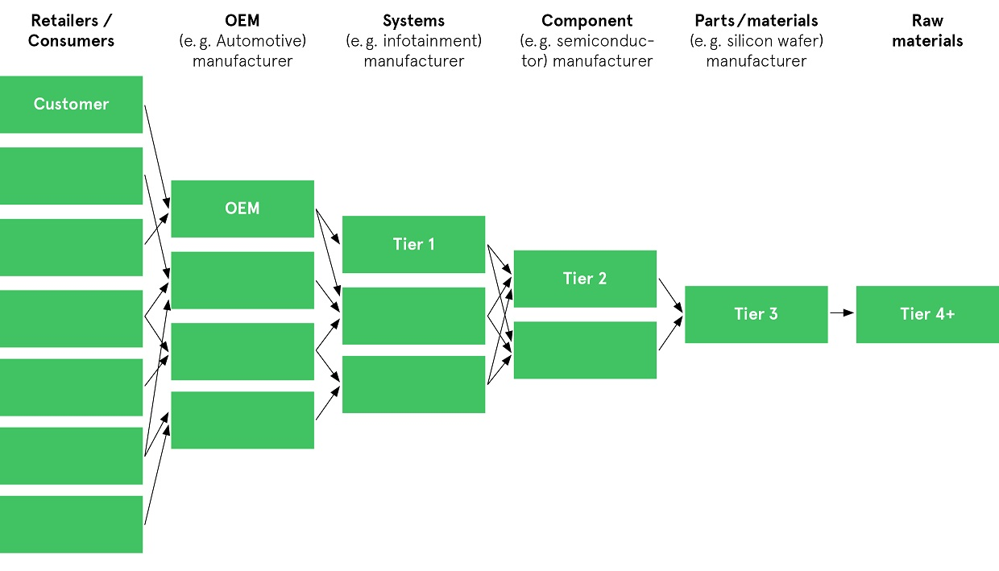 Retailers /
Consumers
OEM
(e. g. Automotive)
manufacturer
Systems
(e. g. infotainment)
manufacturer
Component
(e. g. semiconduc-
tor) manufacturer
Parts / materials
(e. g. silicon wafer)
manufacturer
Raw
materials
Customer
OEM
Tier 1
Tier 2
Tier 3
Tier 4+